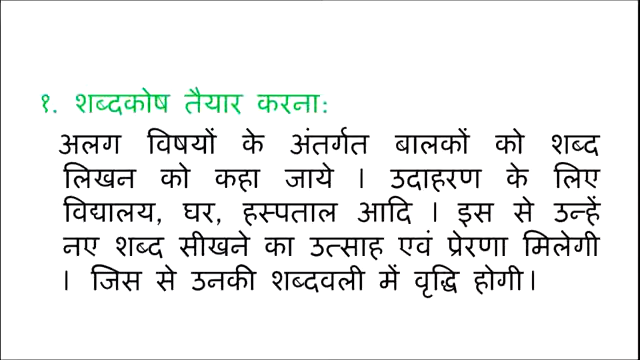 १. शब्दकोष तैयार करना:
अलग विषयों के अंतर्गत बालकों को शब्द
लिखन को कहा जाये । उदाहरण के लिए
विद्यालय, घर, हस्पताल आदि । इस से उन्हें
नए शब्द सीखने का उत्साह एवं प्रेरणा मिलेगी
। जिस से उनकी शब्दवली में वृद्धि होगी।